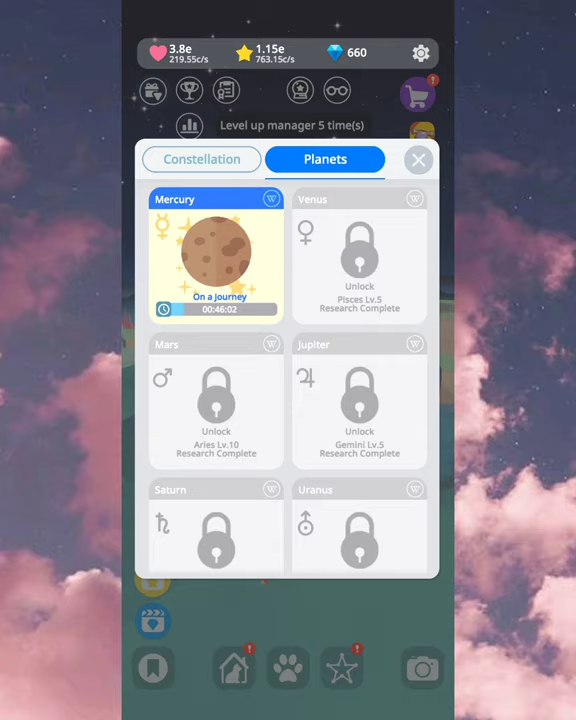 3.8e
219.55c/s
1.15e
763.15c/s
660
Level up manager 5 time(s)
Constellation
Planets
Mercury
W
On a Journey
00:46:02
Venus
W
Unlock
Pisces Lv.5
Research Complete
Mars
W
Unlock
Aries Lv.10
Research Complete
Jupiter
W
Unlock
Gemini Lv.5
Research Complete
Saturn
W
Uranus
W